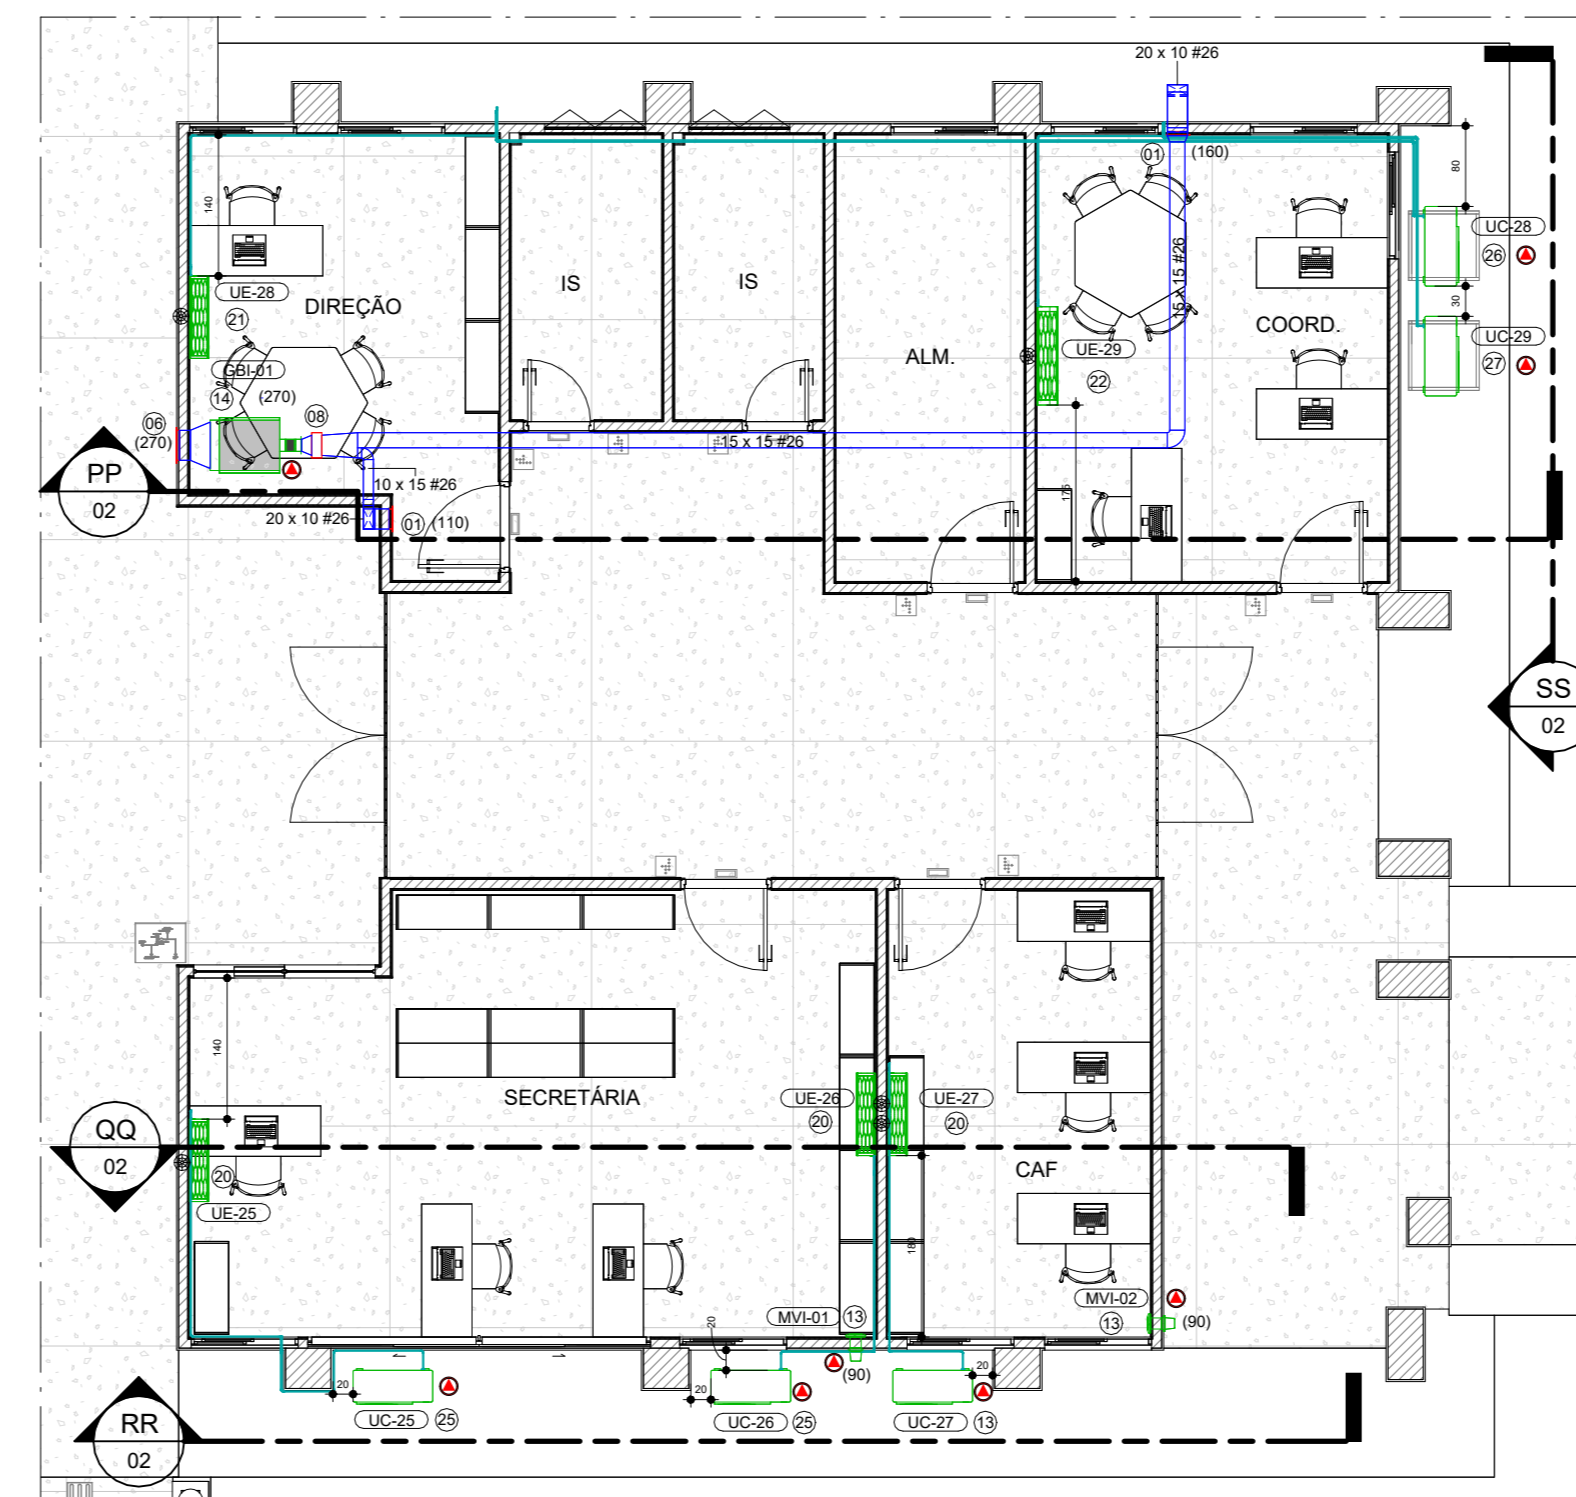 20 x 10 #26
01
(160)
80
140
UC-28
26
IS
IS
15 x 15 #26
UE-28
21
DIREÇÃO
30
COORD.
UC-29
27
UE-29
22
ALM.
GBI-01
14
(270)
08
06
(270)
15 x 15 #26
PP
02
10 x 15 #26
175
20 x 10 #26
01
(110)
SS
02
140
SECRETÁRIA
UE-26
20
UE-27
20
QQ
02
CAF
20
UE-25
180
MVI-01
13
MVI-02
13
(90)
20
(90)
20
20
20
UC-25
25
UC-26
25
UC-27
13
RR
02